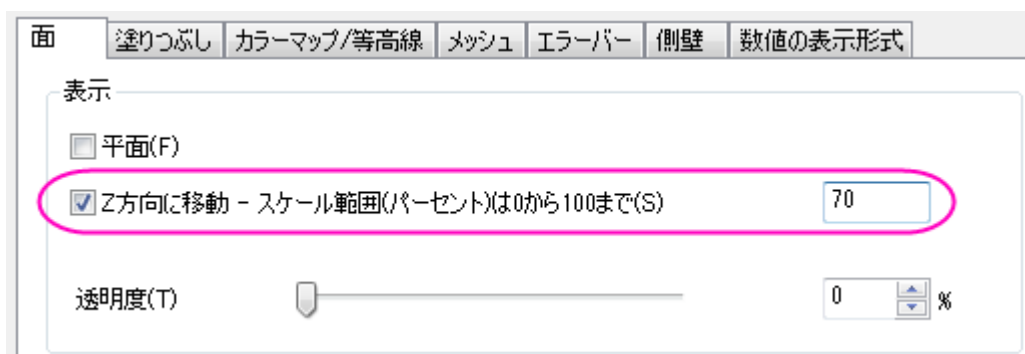 面 塗りつぶし カラーマップ/等高線 メッシュ エラーバー 側壁 数値の表示形式
表示
平面(F)
Z方向に移動 - スケール範囲(パーセント)は0から100まで(S) 70
透明度(T) 0 %